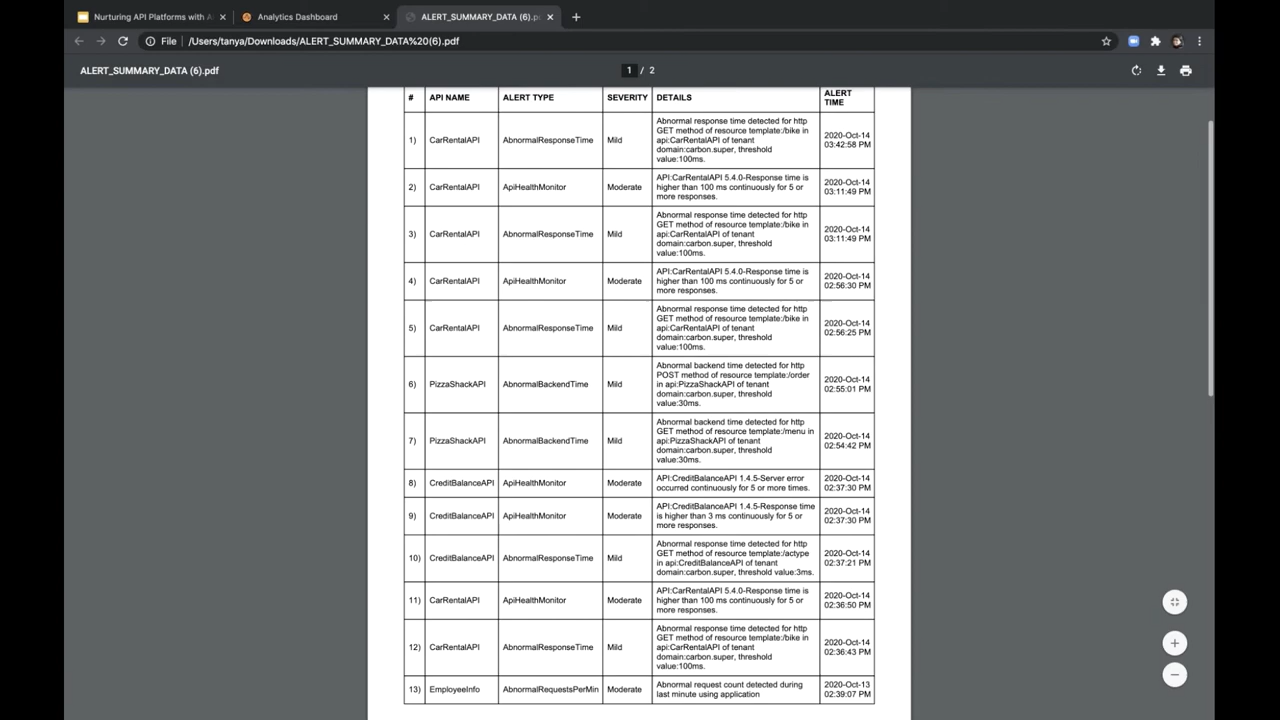 Nurturing API Platforms with A
Analytics Dashboard
ALERT_SUMMARY_DATA (6).pd
File
/Users/tanya/Downloads/ALERT_SUMMARY_DATA%20(6).pdf
ALERT_SUMMARY_DATA (6).pdf
1 / 2
# API NAME ALERT TYPE SEVERITY DETAILS ALERT TIME
1) CarRentalAPI AbnormalResponseTime Mild
Abnormal response time detected for http
GET method of resource template:/bike in
api:CarRentalAPI of tenant
domain:carbon.super, threshold
value:100ms.
2020-Oct-14
03:42:58 PM
2) CarRentalAPI ApiHealthMonitor Moderate
API:CarRentalAPI 5.4.0-Response time is
higher than 100 ms continuously for 5 or
more responses.
2020-Oct-14
03:11:49 PM
3) CarRentalAPI AbnormalResponseTime Mild
Abnormal response time detected for http
GET method of resource template:/bike in
api:CarRentalAPI of tenant
domain:carbon.super, threshold
value:100ms.
2020-Oct-14
03:11:49 PM
4) CarRentalAPI ApiHealthMonitor Moderate
API:CarRentalAPI 5.4.0-Response time is
higher than 100 ms continuously for 5 or
more responses.
2020-Oct-14
02:56:30 PM
5) CarRentalAPI AbnormalResponseTime Mild
Abnormal response time detected for http
GET method of resource template:/bike in
api:CarRentalAPI of tenant
domain:carbon.super, threshold
value:100ms.
2020-Oct-14
02:56:25 PM
6) PizzaShackAPI AbnormalBackendTime Mild
Abnormal backend time detected for http
POST method of resource template:/order
in api:PizzaShackAPI of tenant
domain:carbon.super, threshold
value:30ms.
2020-Oct-14
02:55:01 PM
7) PizzaShackAPI AbnormalBackendTime Mild
Abnormal backend time detected for http
GET method of resource template:/menu in
api:PizzaShackAPI of tenant
domain:carbon.super, threshold
value:30ms.
2020-Oct-14
02:54:42 PM
8) CreditBalanceAPI ApiHealthMonitor Moderate
API:CreditBalanceAPI 1.4.5-Server error
occurred continuously for 5 or more times.
2020-Oct-14
02:37:30 PM
9) CreditBalanceAPI ApiHealthMonitor Moderate
API:CreditBalanceAPI 1.4.5-Response time
is higher than 3 ms continuously for 5 or
more responses.
2020-Oct-14
02:37:30 PM
10) CreditBalanceAPI AbnormalResponseTime Mild
Abnormal response time detected for http
GET method of resource template:/actype
in api:CreditBalanceAPI of tenant
domain:carbon.super, threshold value:3ms.
2020-Oct-14
02:37:21 PM
11) CarRentalAPI ApiHealthMonitor Moderate
API:CarRentalAPI 5.4.0-Response time is
higher than 100 ms continuously for 5 or
more responses.
2020-Oct-14
02:36:50 PM
12) CarRentalAPI AbnormalResponseTime Mild
Abnormal response time detected for http
GET method of resource template:/bike in
api:CarRentalAPI of tenant
domain:carbon.super, threshold
value:100ms.
2020-Oct-14
02:36:43 PM
13) EmployeeInfo AbnormalRequestsPerMin Moderate
Abnormal request count detected during
last minute using application
2020-Oct-13
02:39:07 PM